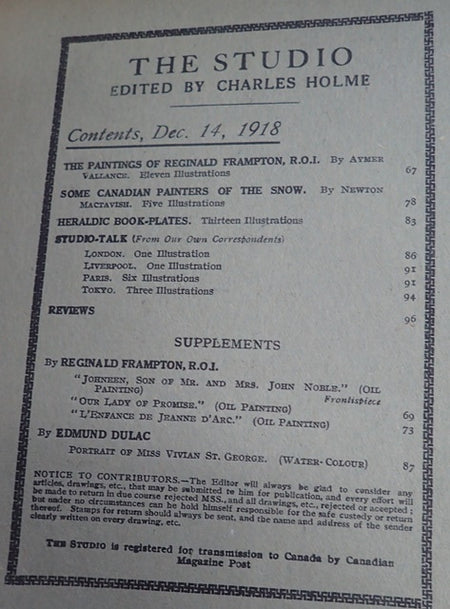 THE STUDIO
EDITED BY CHARLES HOLME
Contents, Dec. 14, 1918
THE PAINTINGS OF REGINALD FRAMPTON, R.O.I. By AYMER
VALLANCE. Eleven Illustrations 67
SOME CANADIAN PAINTERS OF THE SNOW. By NEWTON
MACTAVISH. Five Illustrations 78
HERALDIC BOOK-PLATES. Thirteen Illustrations 83
STUDIO-TALK (From Our Own Correspondents)
LONDON. One Illustration 86
LIVERPOOL. One Illustration 91
PARIS. Six Illustrations 91
TOKYO. Three Illustrations 94
REVIEWS 96
SUPPLEMENTS
By REGINALD FRAMPTON, R.O.I.
"JOHNEEN, SON OF MR. AND MRS. JOHN NOBLE." (OIL
PAINTING) Frontispiece
"OUR LADY OF PROMISE." (OIL PAINTING) 69
"L'ENFANCE DE JEANNE D'ARC." (OIL PAINTING) 73
By EDMUND DULAC
PORTRAIT OF MISS VIVIAN ST. GEORGE. (WATER-COLOUR) 87
NOTICE TO CONTRIBUTORS.—The Editor will always be glad to consider any
articles, drawings, etc., that may be submitted to him for publication, and every effort will
be made to return in due course rejected MSS., and all drawings, etc., rejected or accepted;
but under no circumstances can he hold himself responsible for the safe custody or return
thereof. Stamps for return should always be sent, and the name and address of the sender
clearly written on every drawing, etc.
THE STUDIO is registered for transmission to Canada by Canadian
Magazine Post